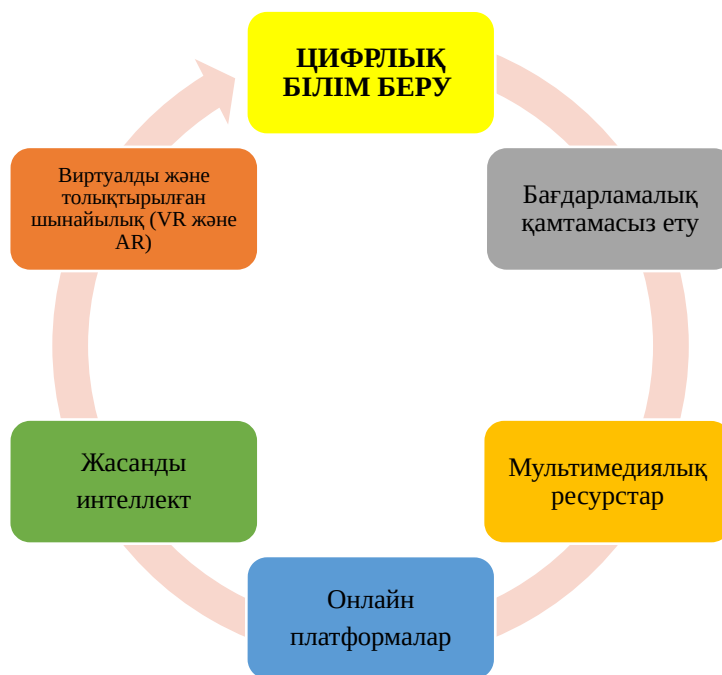 ЦИФРЛЫҚ
БІЛІМ БЕРУ
Бағдарламалық
қамтамасыз ету
Мультимедиялық
ресурстар
Онлайн
платформалар
Жасанды
интеллект
Виртуалды және
толықтырылған
шынайылық (VR және
AR)